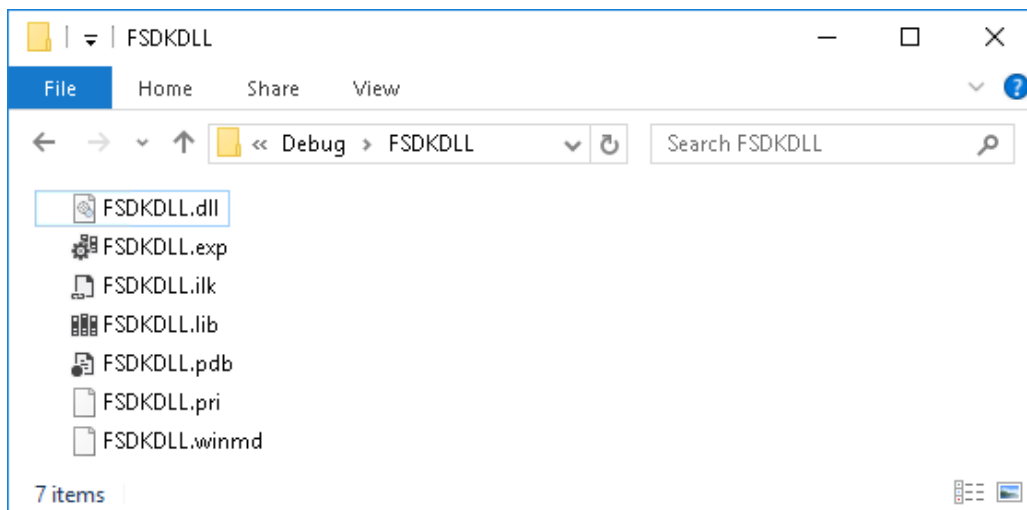 FSDKDLL
File Home Share View
« Debug > FSDKDLL Search FSDKDLL
FSDKDLL.dll
FSDKDLL.exp
FSDKDLL.ilk
FSDKDLL.lib
FSDKDLL.pdb
FSDKDLL.pri
FSDKDLL.winmd
7 items